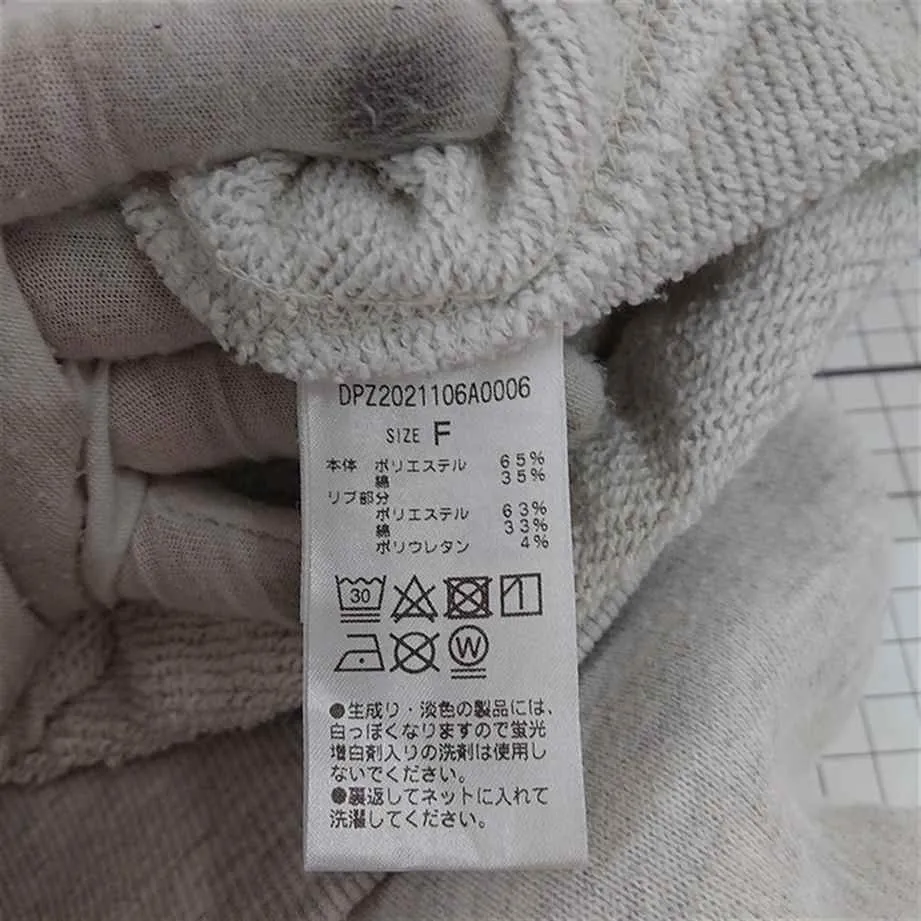 DPZ2021106A0006
SIZE F
本体 ポリエステル 65%
綿 35%
リブ部分
ポリエステル 63%
綿 33%
ポリウレタン 4%
30
W
●生成り・淡色の製品には、
白っぽくなりますので蛍光
増白剤入りの洗剤は使用し
ないでください。
●裏返してネットに入れて
洗濯してください。